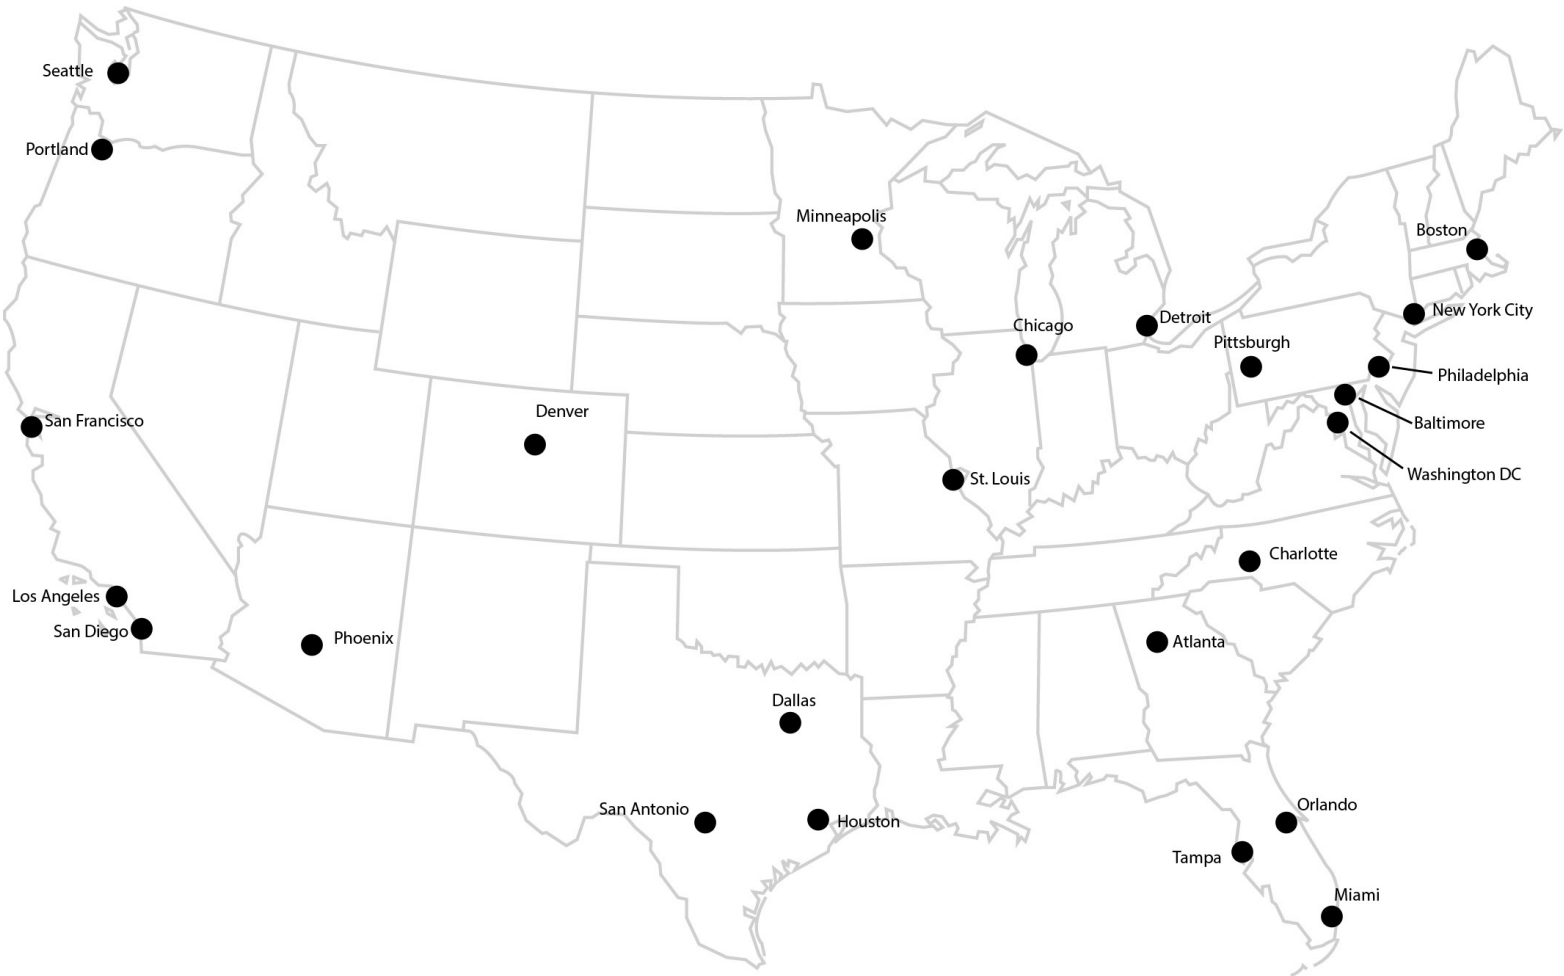 Seattle
Portland
Minneapolis
Boston
New York City
Detroit
Chicago
Pittsburgh
Philadelphia
Denver
San Francisco
Baltimore
Washington DC
St. Louis
Charlotte
Los Angeles
San Diego
Phoenix
Atlanta
Dallas
San Antonio
Houston
Orlando
Tampa
Miami